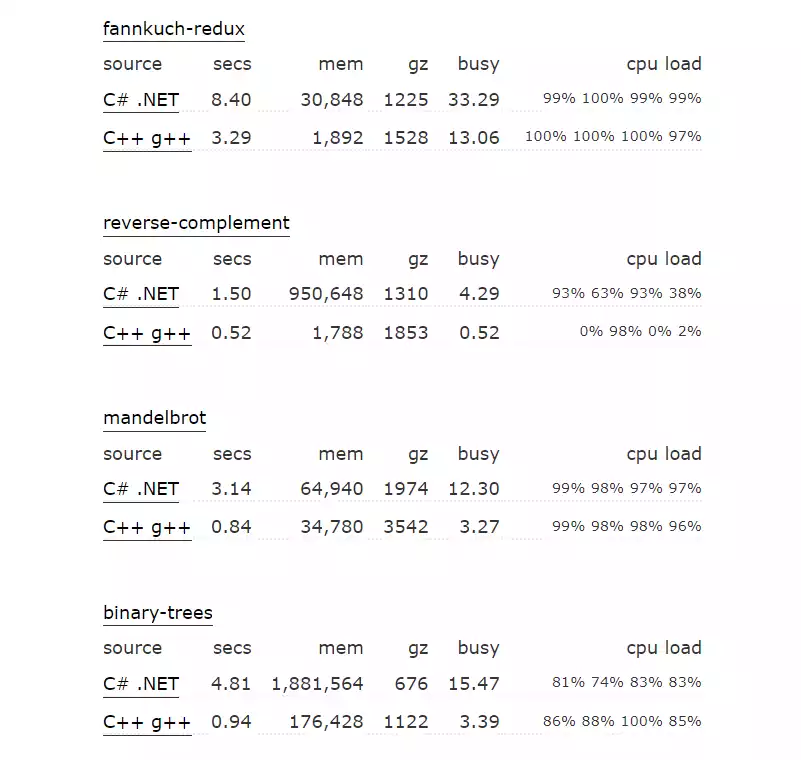 fannkuch-redux
source secs mem gz busy cpu load
C# .NET 8.40 30,848 1225 33.29 99% 100% 99% 99%
C++ g++ 3.29 1,892 1528 13.06 100% 100% 100% 97%
reverse-complement
source secs mem gz busy cpu load
C# .NET 1.50 950,648 1310 4.29 93% 63% 93% 38%
C++ g++ 0.52 1,788 1853 0.52 0% 98% 0% 2%
mandelbrot
source secs mem gz busy cpu load
C# .NET 3.14 64,940 1974 12.30 99% 98% 97% 97%
C++ g++ 0.84 34,780 3542 3.27 99% 98% 98% 96%
binary-trees
source secs mem gz busy cpu load
C# .NET 4.81 1,881,564 676 15.47 81% 74% 83% 83%
C++ g++ 0.94 176,428 1122 3.39 86% 88% 100% 85%